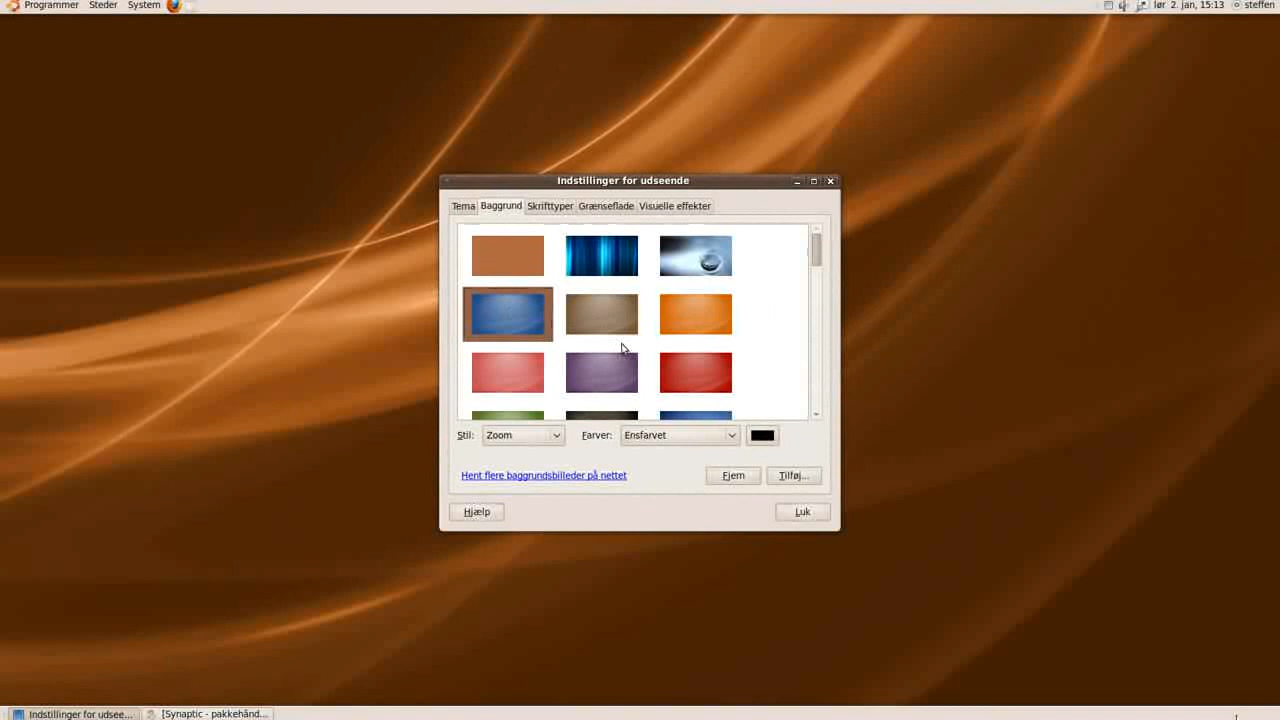 Programmer Steder System lør 2. jan, 15:13 steffen
Indstillinger for udseende
Tema Baggrund Skrifttyper Grænseflade Visuelle effekter
Stil: Zoom Farver: Ensfarvet
Hent flere baggrundsbilleder på nettet Fjern Tilføj...
Hjælp Luk
Indstillinger for udsee... [Synaptic - pakkehånd...